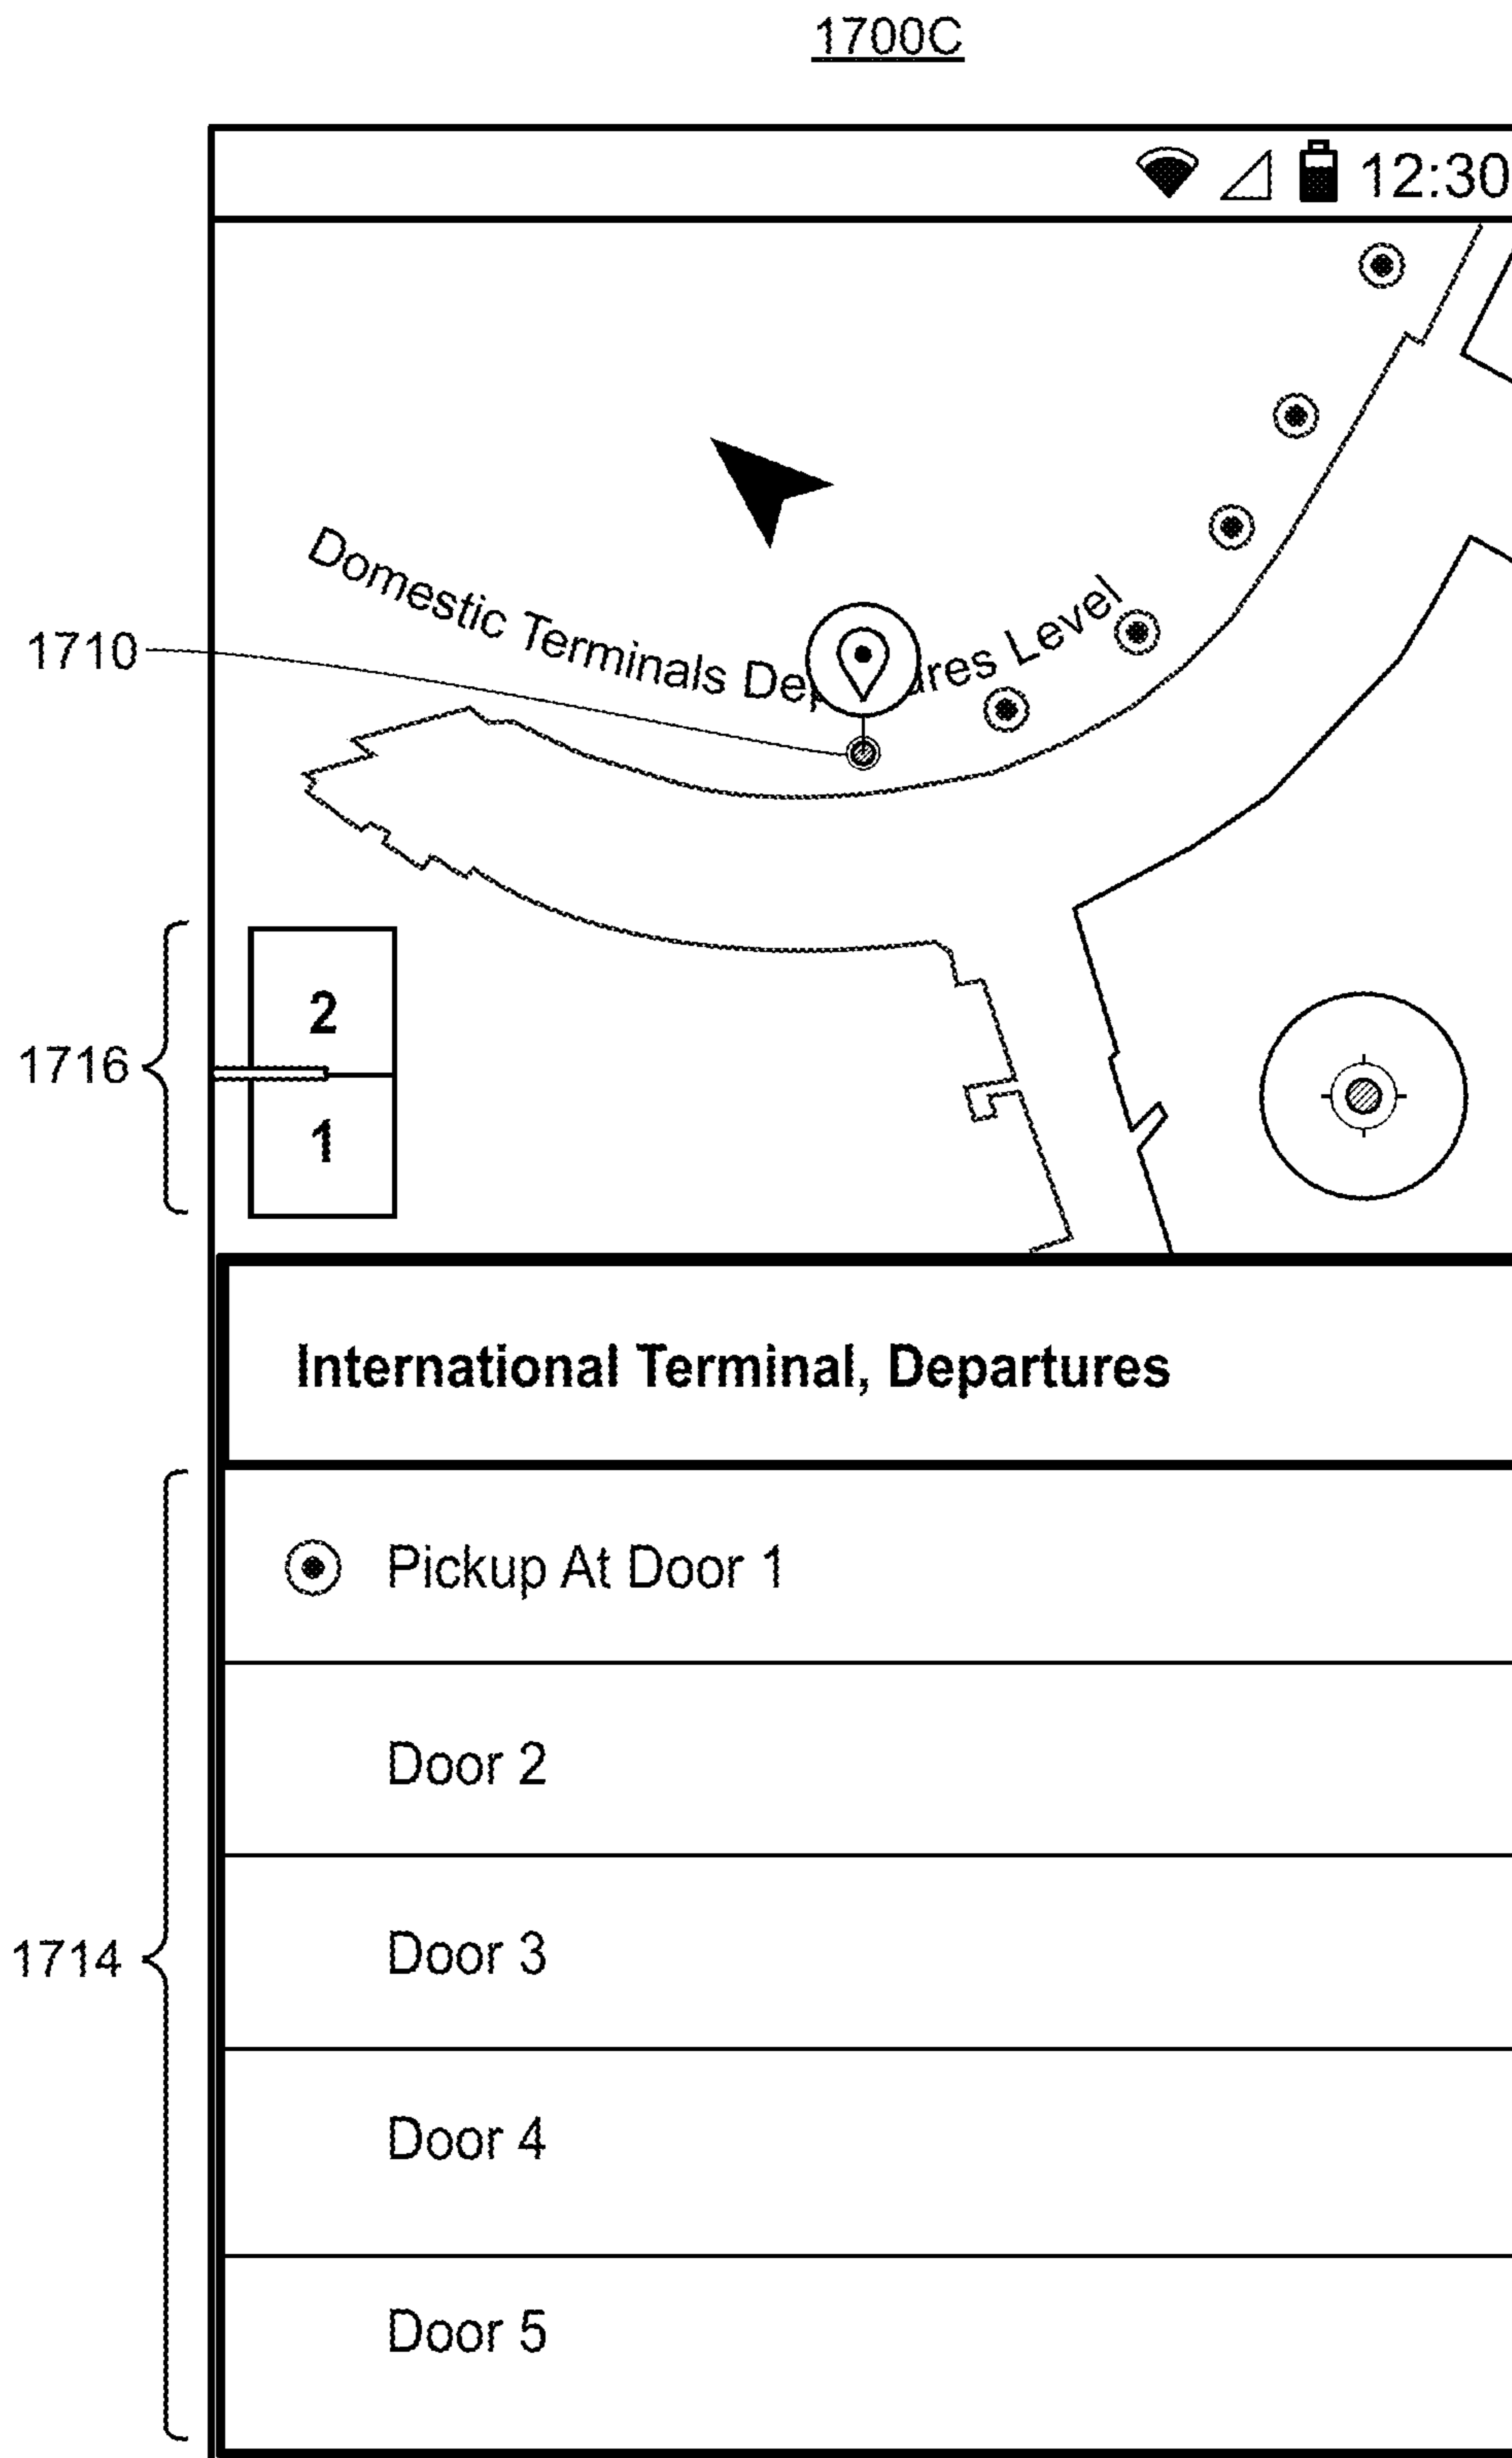 1700C
12:30
Domestic Terminals Dep ures Level
1710
2
1716
1
International Terminal, Departures
Pickup At Door 1
Door 2
Door 3
1714
Door 4
Door 5